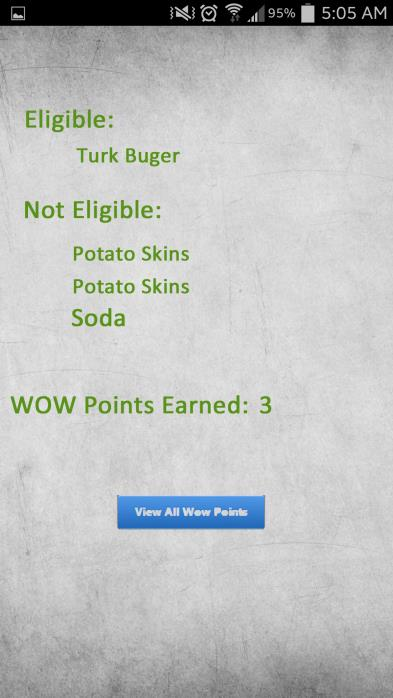 95% 5:05 AM
Eligible:
Turk Buger
Not Eligible:
Potato Skins
Potato Skins
Soda
WOW Points Earned: 3
View All Wow Points